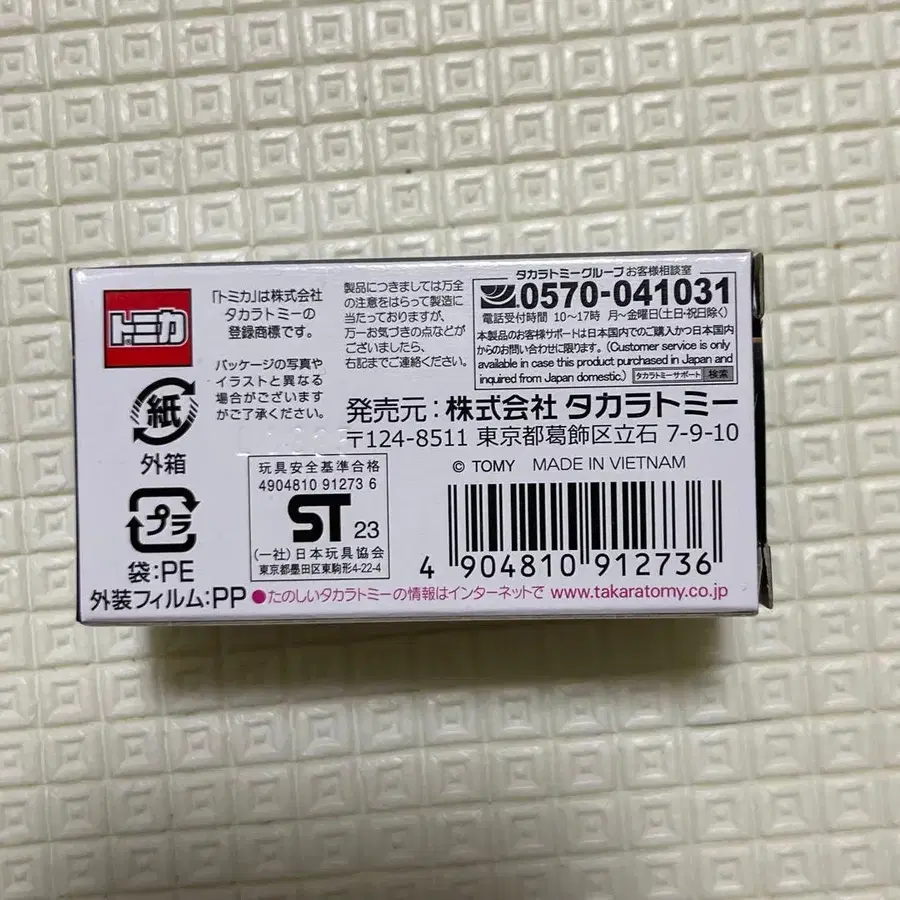 トミカ
「トミカ」は株式会社
タカラトミーの
登録商標です。
パッケージの写真や
イラストと異なる
場合がございます
がご了承ください。
製品につきましては万全
の注意をはらって製造に
当たっておりますが、
万一お気づきの点などが
ございましたら、
右記までご連絡ください。
タカラトミーグループ お客様相談室
0570-041031
電話受付時間 10〜17時 月〜金曜日(土日・祝日除く)
本製品のお客様サポートは日本国内でのご購入かつ日本国内
からのお問い合わせに限ります。(Customer service is only
available in case this product purchased in Japan and
inquired from Japan domestic.) タカラトミーサポート 検索
発売元:株式会社 タカラトミー
〒124-8511 東京都葛飾区立石 7-9-10
© TOMY MADE IN VIETNAM
紙
外箱
プラ
袋:PE
外装フィルム:PP
玩具安全基準合格
4904810 91273 6
ST 23
(一社)日本玩具協会
東京都墨田区東駒形4-22-4
4 904810 912736
●たのしいタカラトミーの情報はインターネットで www.takaratomy.co.jp